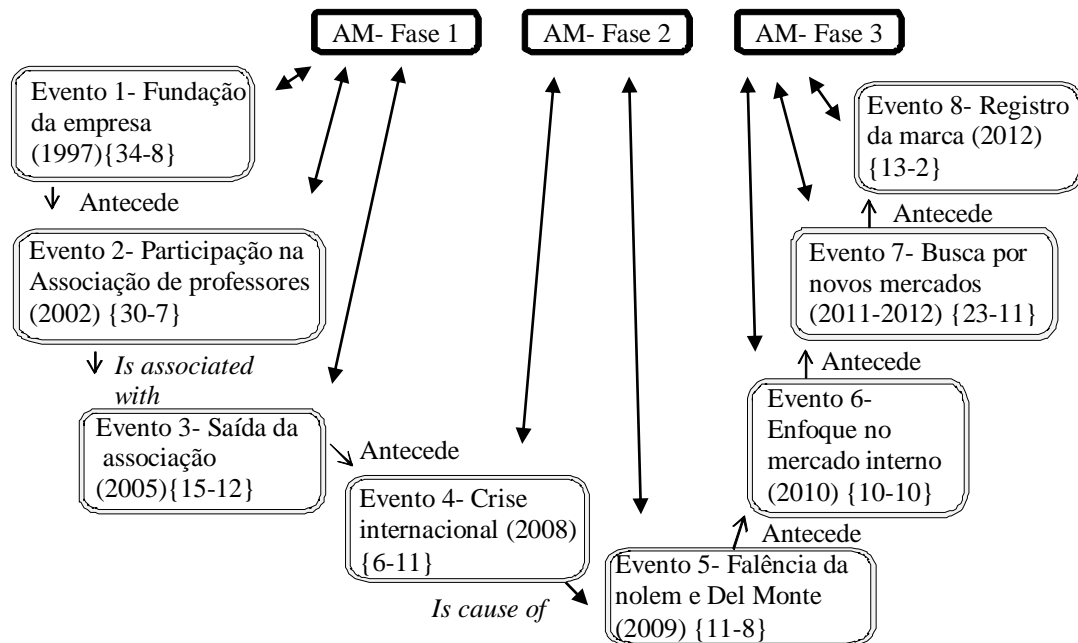 AM- Fase 1
AM- Fase 2
AM- Fase 3
Evento 1- Fundação
da empresa
(1997){34-8}
Antecede
Evento 2- Participação na
Associação de professores
(2002) {30-7}
Is associated
with
Evento 3- Saída da
associação
(2005){15-12}
Antecede
Evento 4- Crise
internacional (2008)
{6-11}
Is cause of
Evento 5- Falência da
nolem e Del Monte
(2009) {11-8}
Antecede
Evento 6-
Enfoque no
mercado interno
(2010) {10-10}
Antecede
Evento 7- Busca por
novos mercados
(2011-2012) {23-11}
Antecede
Evento 8- Registro
da marca (2012)
{13-2}